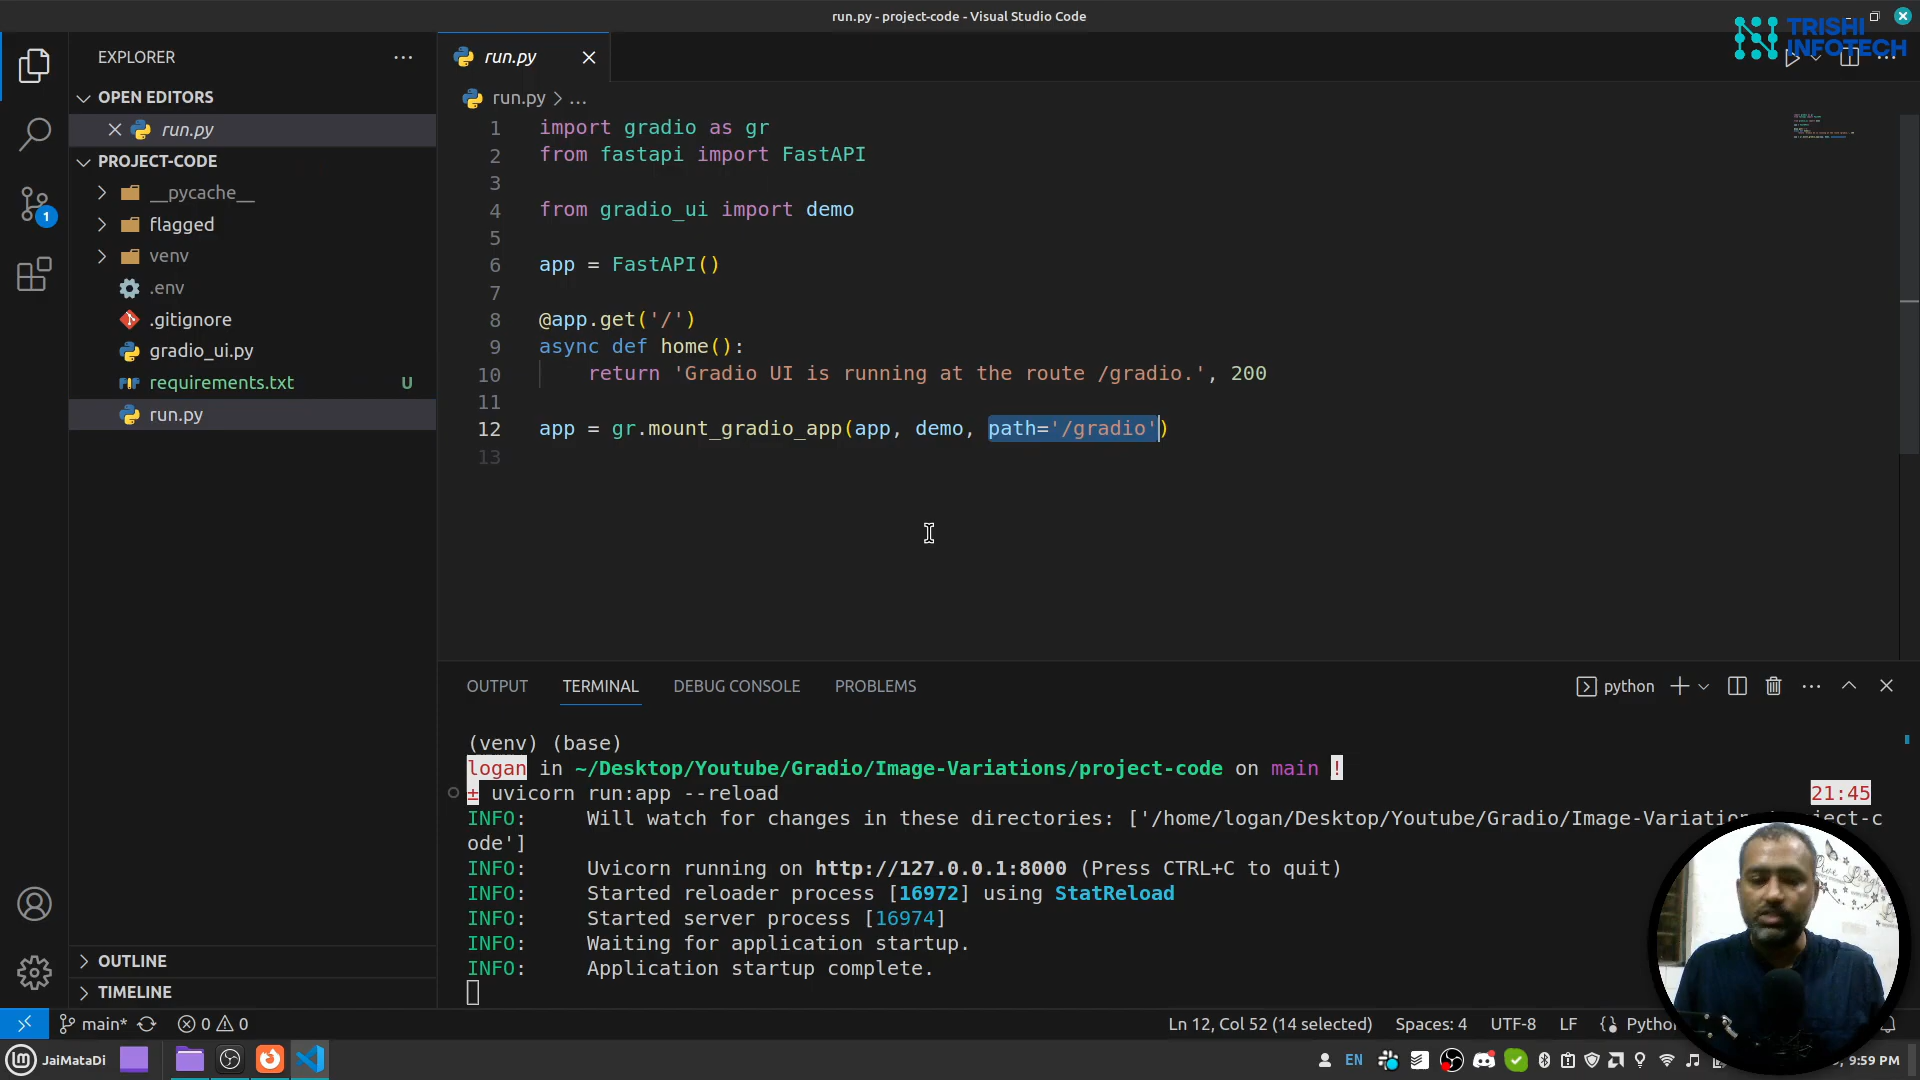 run.py - project-code - Visual Studio Code
TRISHI
INFOTECH
EXPLORER
OPEN EDITORS
run.py
PROJECT-CODE
__pycache__
flagged
venv
.env
.gitignore
gradio_ui.py
requirements.txt U
run.py
OUTLINE
TIMELINE
1
run.py
run.py > ...
1 import gradio as gr
2 from fastapi import FastAPI
3
4 from gradio_ui import demo
5
6 app = FastAPI()
7
8 @app.get('/')
9 async def home():
10 return 'Gradio UI is running at the route /gradio.', 200
11
12 app = gr.mount_gradio_app(app, demo, path='/gradio')
13
OUTPUT TERMINAL DEBUG CONSOLE PROBLEMS
python
(venv) (base)
logan in ~/Desktop/Youtube/Gradio/Image-Variations/project-code on main !
± uvicorn run:app --reload 21:45
INFO: Will watch for changes in these directories: ['/home/logan/Desktop/Youtube/Gradio/Image-Variation
ode']
INFO: Uvicorn running on http://127.0.0.1:8000 (Press CTRL+C to quit)
INFO: Started reloader process [16972] using StatReload
INFO: Started server process [16974]
INFO: Waiting for application startup.
INFO: Application startup complete.
main* 0 0
Ln 12, Col 52 (14 selected) Spaces: 4 UTF-8 LF
JaiMataDi
EN
9:59 PM